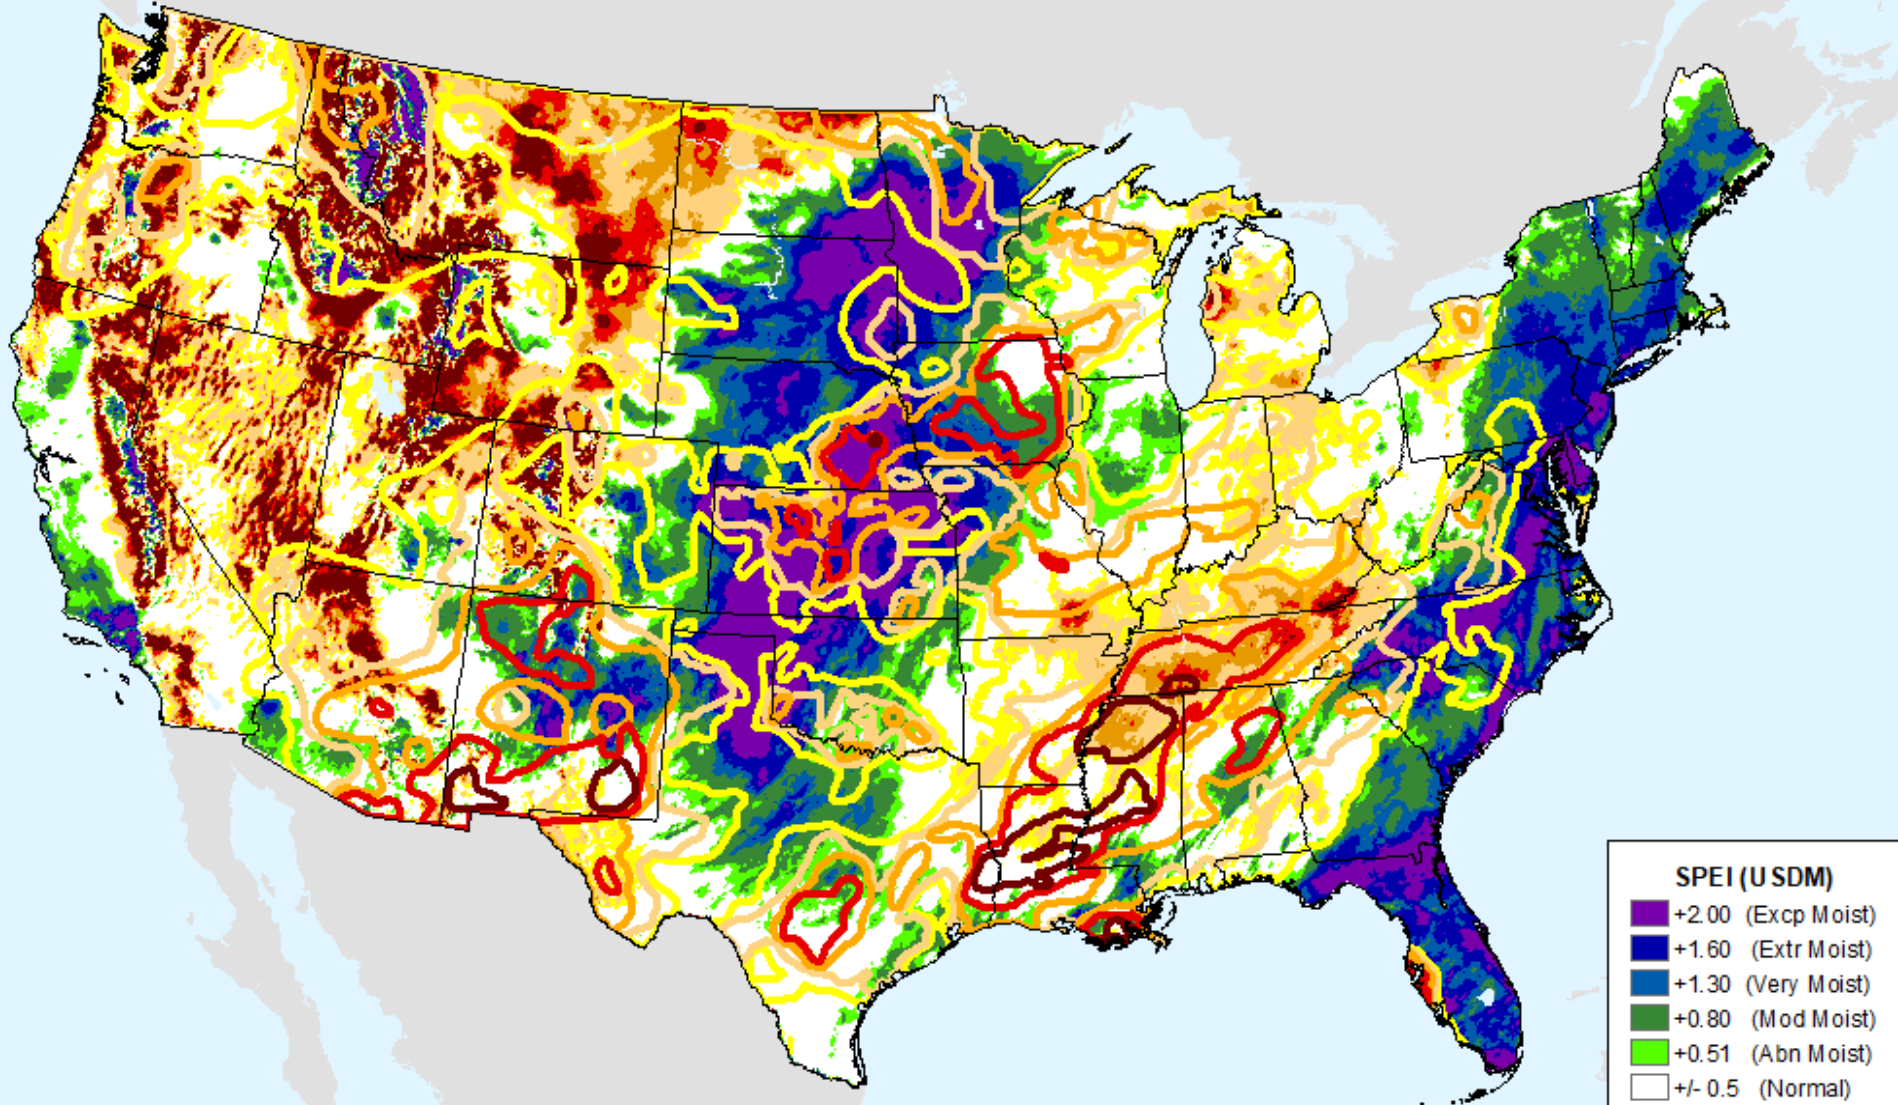 SPEI (USDM)
+2.00 (Excp Moist)
+1.60 (Extr Moist)
+1.30 (Very Moist)
+0.80 (Mod Moist)
+0.51 (Abn Moist)
+/- 0.5 (Normal)